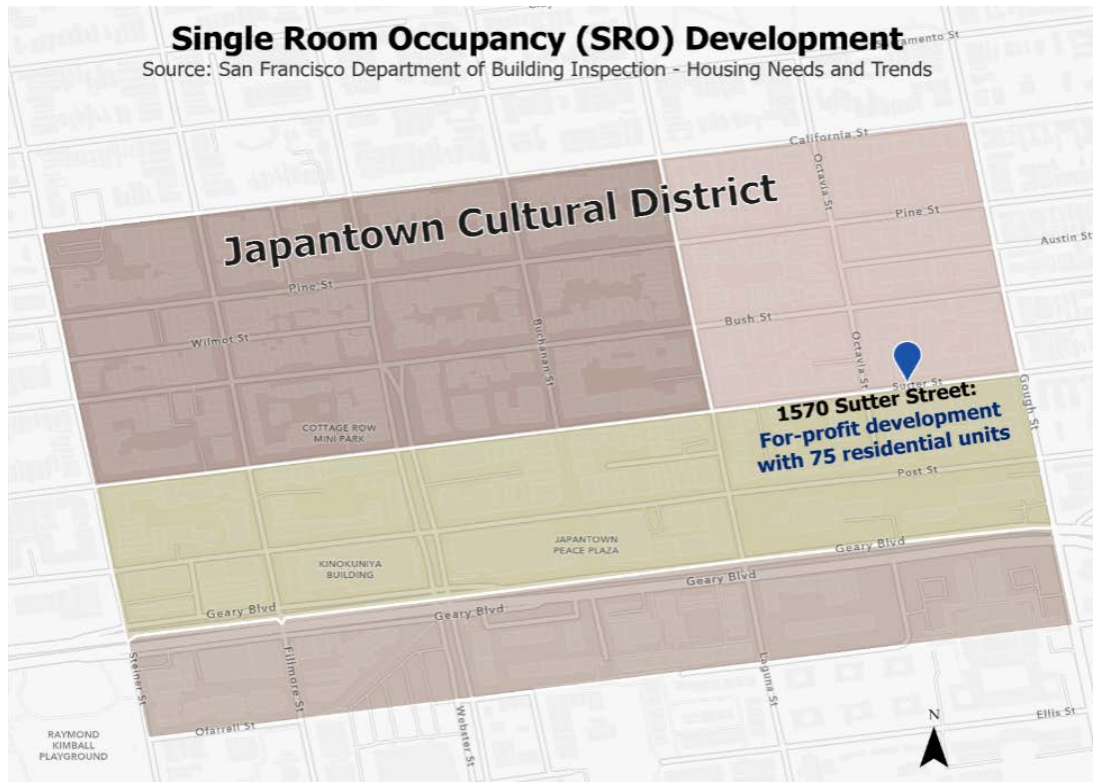 Single Room Occupancy (SRO) Development
Source: San Francisco Department of Building Inspection - Housing Needs and Trends
California St
Octavia St
Japantown Cultural District
Pine St
Austin St
Pine St
Bush St
Wilmot St
Buchanan St
Octavia St
Sutter St
Gough St
1570 Sutter Street:
For-profit development
with 75 residential units
COTTAGE ROW
MINI PARK
Post St
JAPANTOWN
PEACE PLAZA
KINOKUNIYA
BUILDING
Geary Blvd
Geary Blvd
Geary Blvd
Geary Blvd
Steiner St
Fillmore St
Webster St
Laguna St
Ofarrell St
N
Ellis St
RAYMOND
KIMBALL
PLAYGROUND